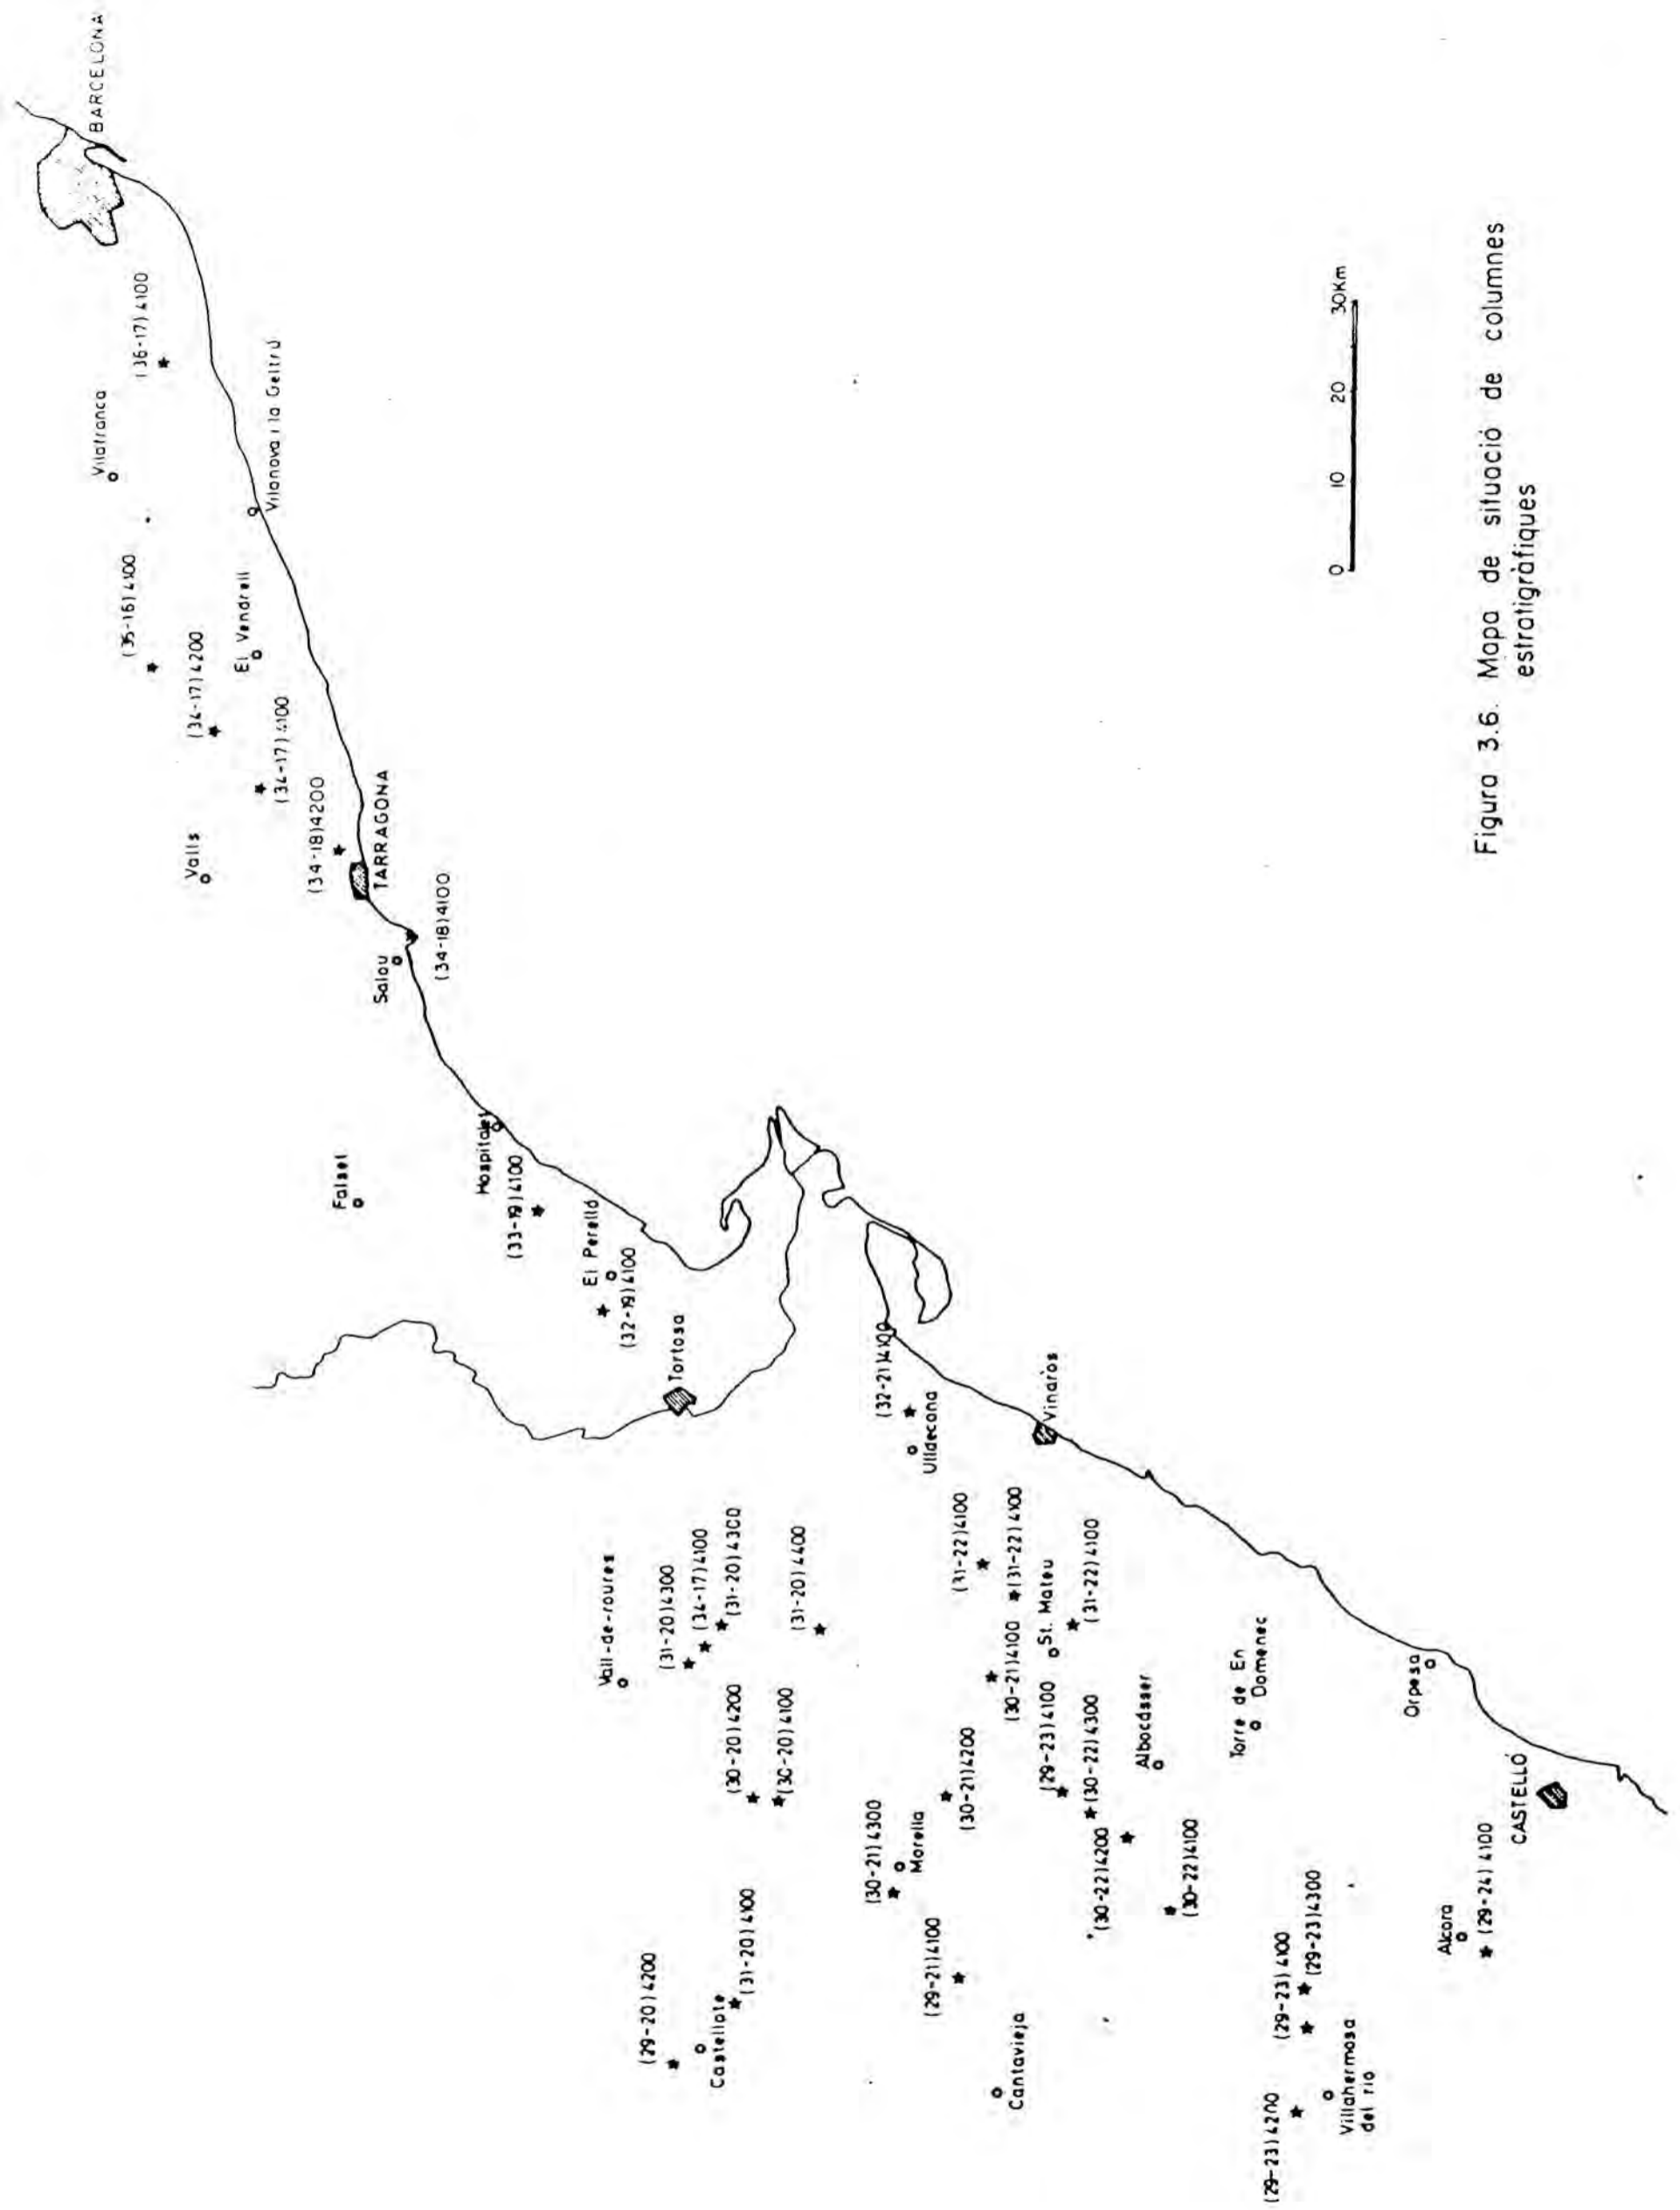 BARCELONA
Vilafranca
(36-17)4100
(35-16)4100
Vilanova i la Geltrú
(34-17)4200
El Vendrell
Valls
(34-17)4100
(34-18)4200
TARRAGONA
Salou
(34-18)4100
Falset
Hospitalet
(33-19)4100
El Perelló
(32-19)4100
Tortosa
Vall-de-roures
(31-20)4300
(34-17)4100
(31-20)4300
(31-20)4400
(30-20)4200
(30-20)4100
(29-20)4200
Castellote
(31-20)4100
(32-21)4100
Ulldecona
Vinaròs
(31-22)4100
(31-22)4100
(30-21)4100
St. Mateu
(31-22)4100
(30-21)4300
Morella
(30-21)4200
(29-23)4100
(30-22)4300
(29-21)4100
Cantavieja
(30-22)4200
Albocàsser
(30-22)4100
Torre de En
Domenec
Orpesa
(29-23)4200
(29-23)4100
(29-23)4300
Villahermosa
del rio
Alcora
(29-24)4100
CASTELLÓ
0 10 20 30Km
Figura 3.6. Mapa de situació de columnes
estratigràfiques